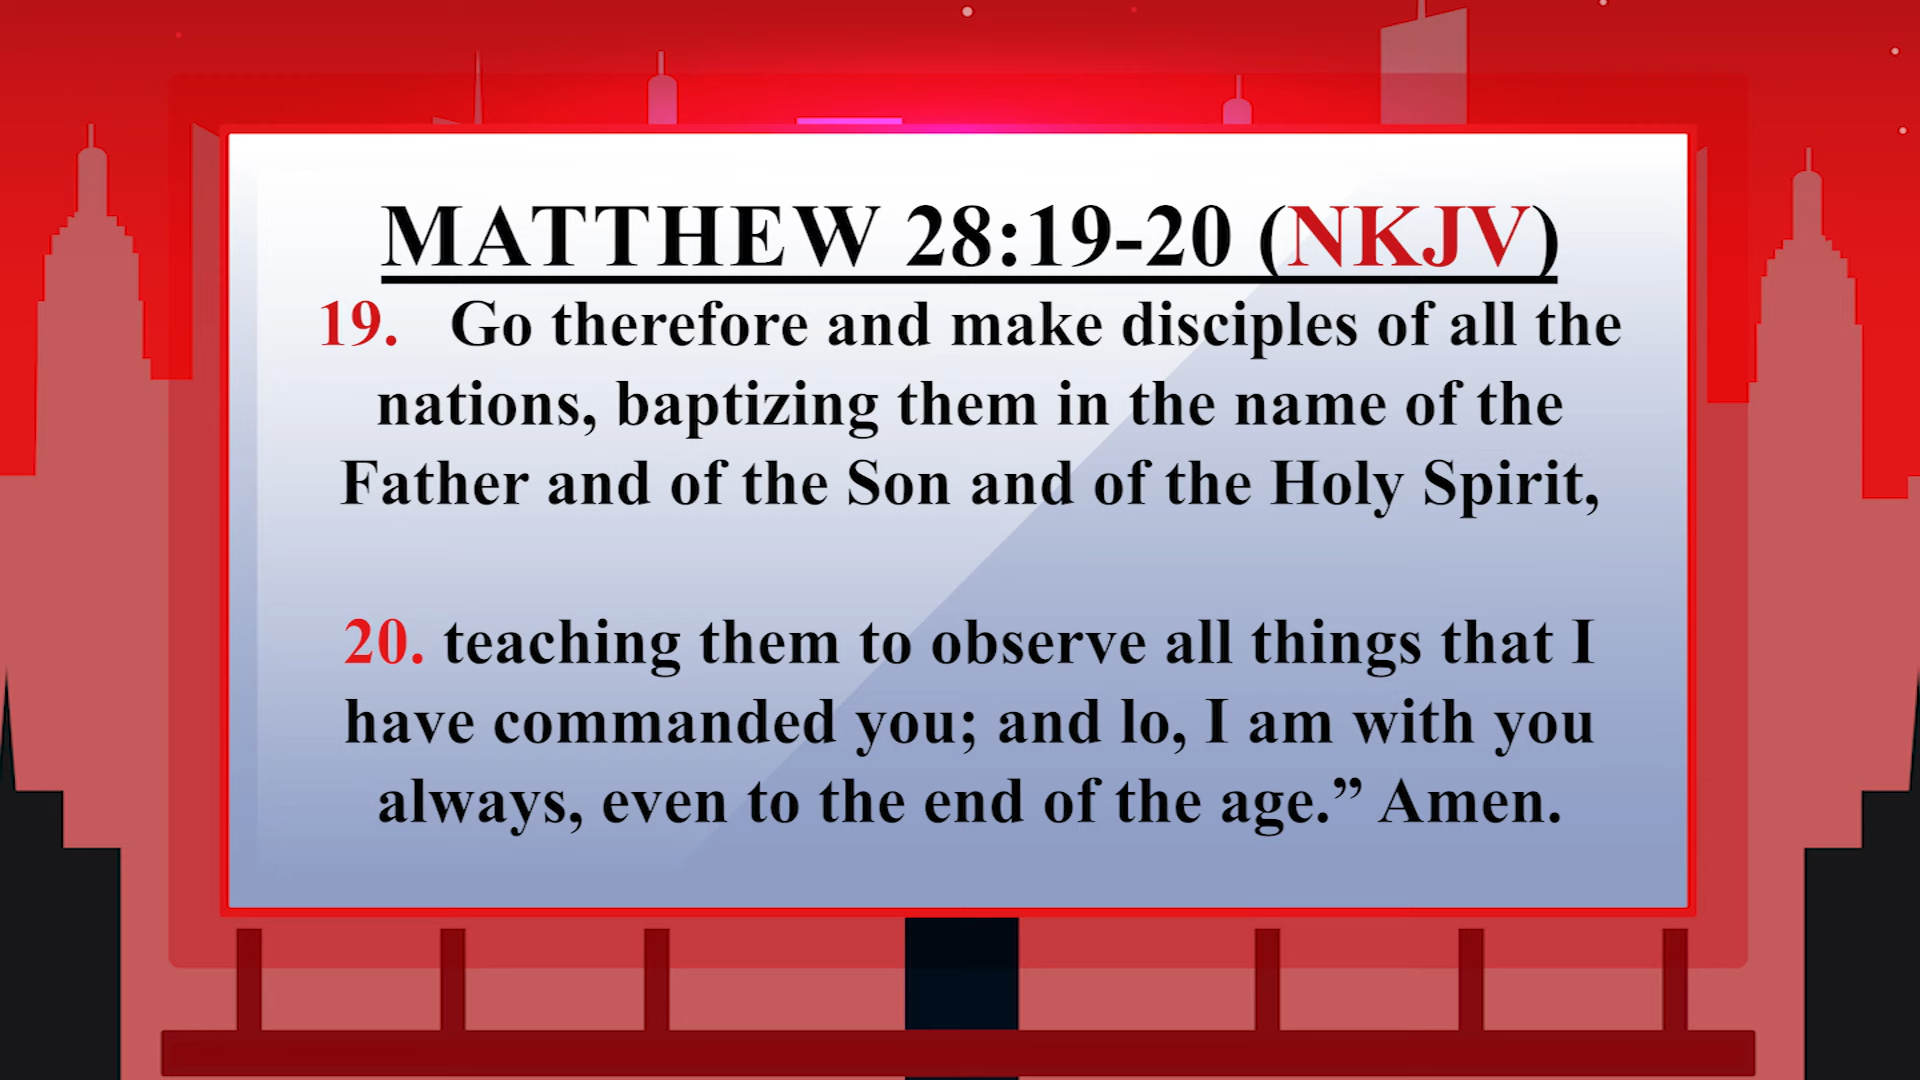 MATTHEW 28:19-20 (NKJV)
19. Go therefore and make disciples of all the
nations, baptizing them in the name of the
Father and of the Son and of the Holy Spirit,
20. teaching them to observe all things that I
have commanded you; and lo, I am with you
always, even to the end of the age.” Amen.